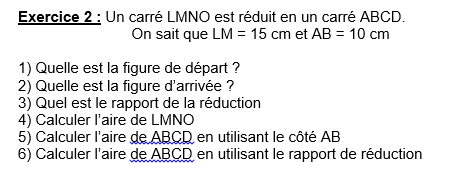 Exercice 2 : Un carré LMNO est réduit en un carré ABCD.
On sait que LM = 15 cm et AB = 10 cm
1) Quelle est la figure de départ ?
2) Quelle est la figure d'arrivée ?
3) Quel est le rapport de la réduction
4) Calculer l'aire de LMNO
5) Calculer l'aire de ABCD en utilisant le côté AB
6) Calculer l'aire de ABCD en utilisant le rapport de réduction